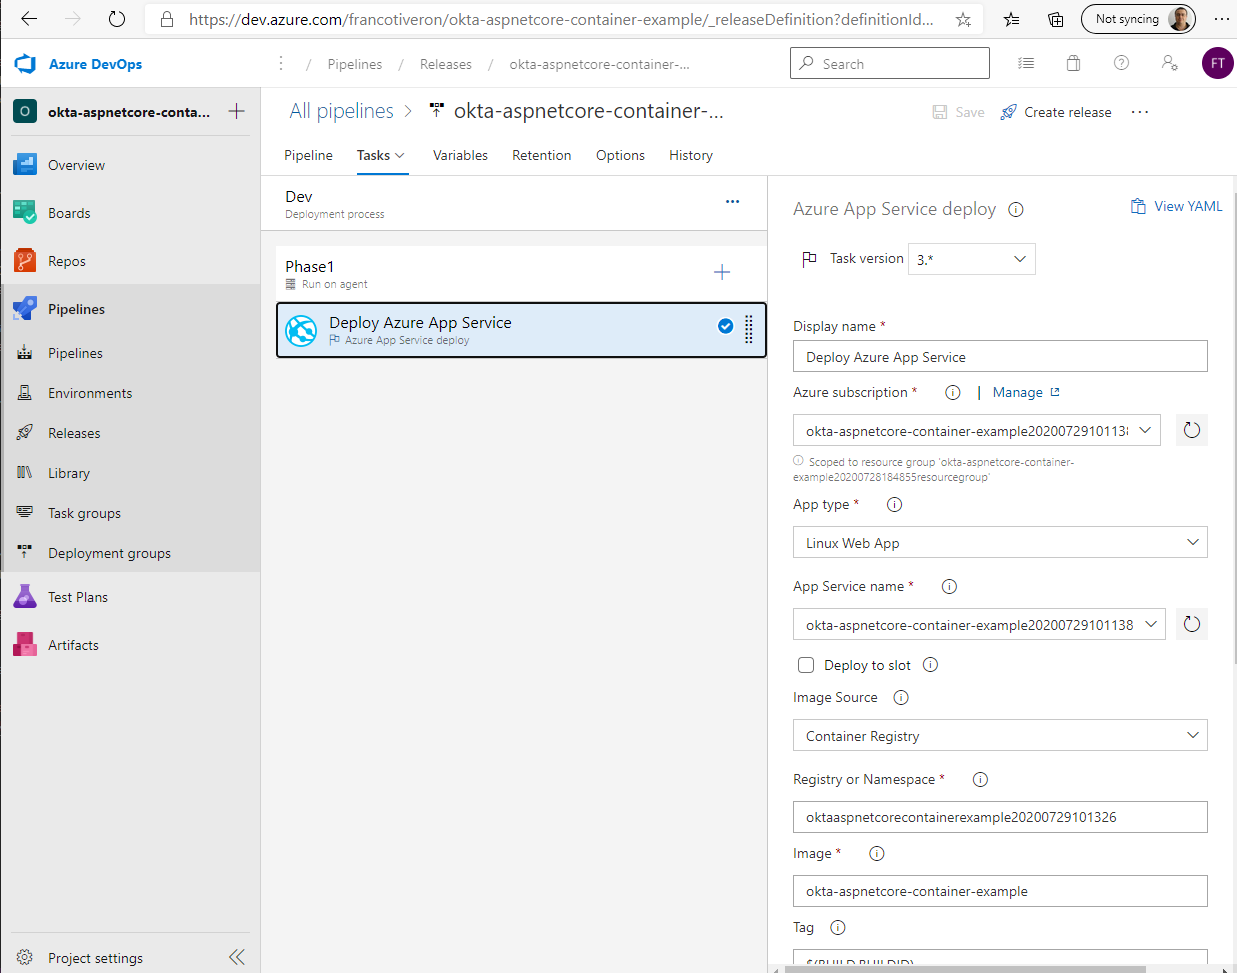 https://dev.azure.com/francotiveron/okta-aspnetcore-container-example/_releaseDefinition?definitionId...
Not syncing
Azure DevOps
/ Pipelines / Releases / okta-aspnetcore-container-...
Search
FT
O okta-aspnetcore-conta...
All pipelines
okta-aspnetcore-container-...
Save
Create release
Overview
Boards
Repos
Pipelines
Pipelines
Environments
Releases
Library
Task groups
Deployment groups
Test Plans
Artifacts
Project settings
Pipeline
Tasks
Variables
Retention
Options
History
Dev
Deployment process
Phase1
Run on agent
Deploy Azure App Service
Azure App Service deploy
Azure App Service deploy
View YAML
Task version
3.*
Display name *
Deploy Azure App Service
Azure subscription * | Manage
okta-aspnetcore-container-example2020072910113
Scoped to resource group 'okta-aspnetcore-container-
example20200728184855resourcegroup'
App type *
Linux Web App
App Service name *
okta-aspnetcore-container-example20200729101138
Deploy to slot
Image Source
Container Registry
Registry or Namespace *
oktaaspnetcorecontainerexample20200729101326
Image *
okta-aspnetcore-container-example
Tag
$(BUILD.BUILDID)